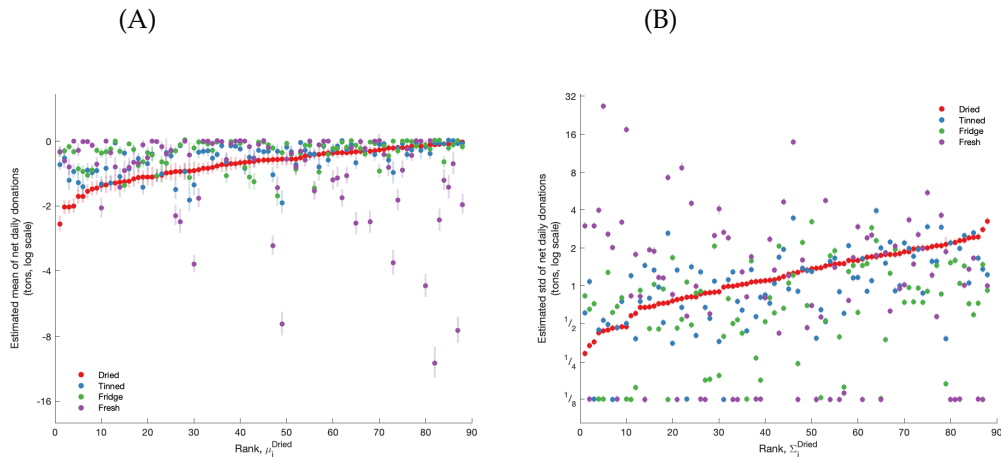 (A)
(B)
Estimated mean of net daily donations
(tons, log scale)
0
-2
-4
-8
-16
Dried
Tinned
Fridge
Fresh
0 10 20 30 40 50 60 70 80 90
Rank, μ_i^Dried
Estimated std of net daily donations
(tons, log scale)
32
16
8
4
2
1
1/2
1/4
1/8
Dried
Tinned
Fridge
Fresh
0 10 20 30 40 50 60 70 80 90
Rank, Σ_i^Dried